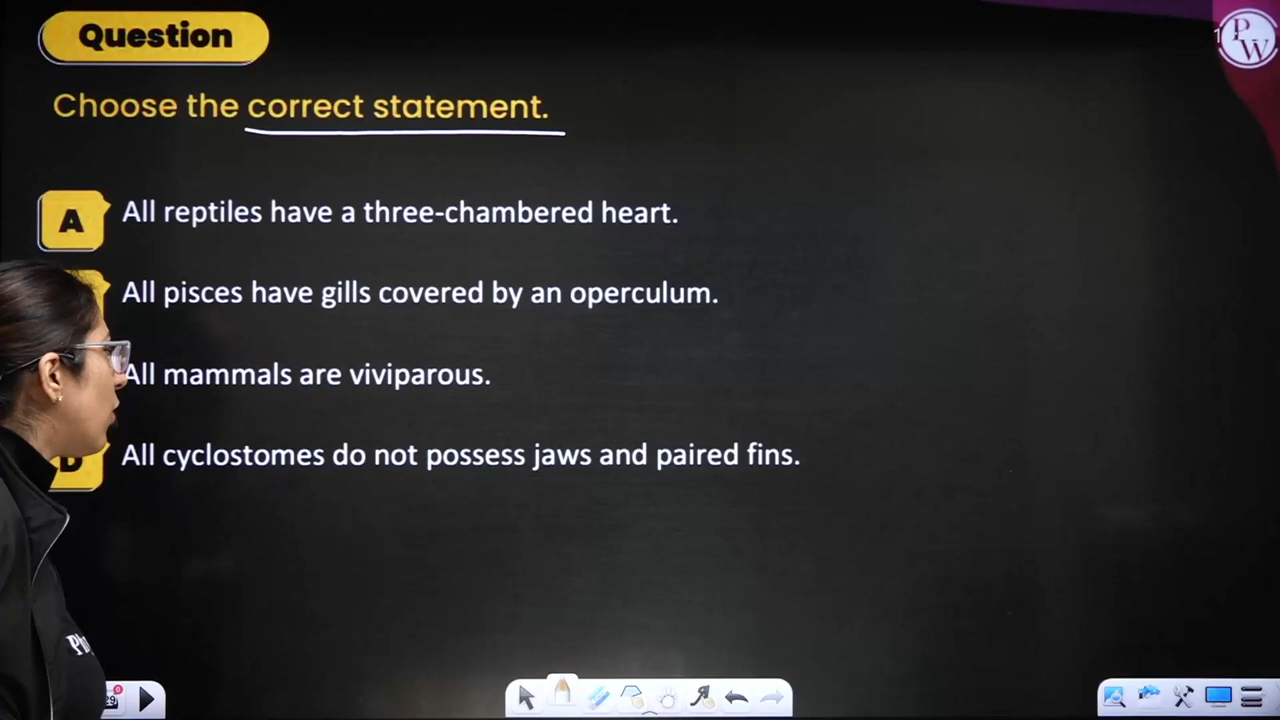 Question
Choose the correct statement.
A All reptiles have a three-chambered heart.
All pisces have gills covered by an operculum.
All mammals are viviparous.
D All cyclostomes do not possess jaws and paired fins.
PW